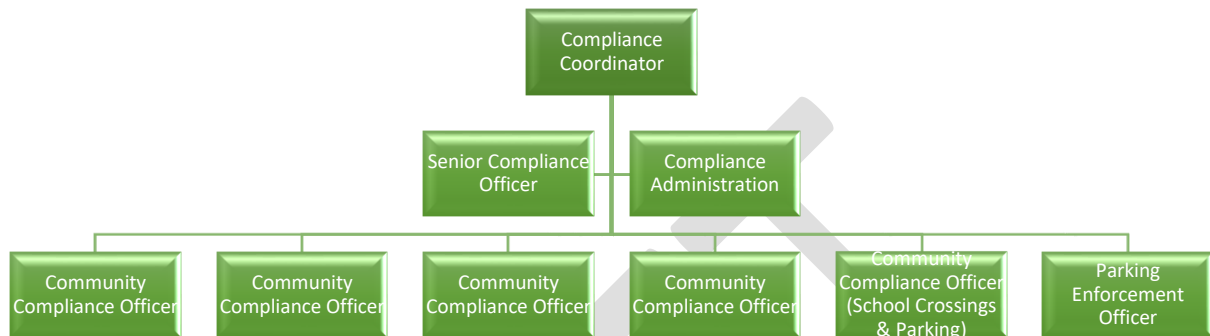 Compliance
Coordinator
Senior Compliance
Officer
Compliance
Administration
Community
Compliance Officer
Community
Compliance Officer
Community
Compliance Officer
Community
Compliance Officer
Community
Compliance Officer
(School Crossings
& Parking)
Parking
Enforcement
Officer